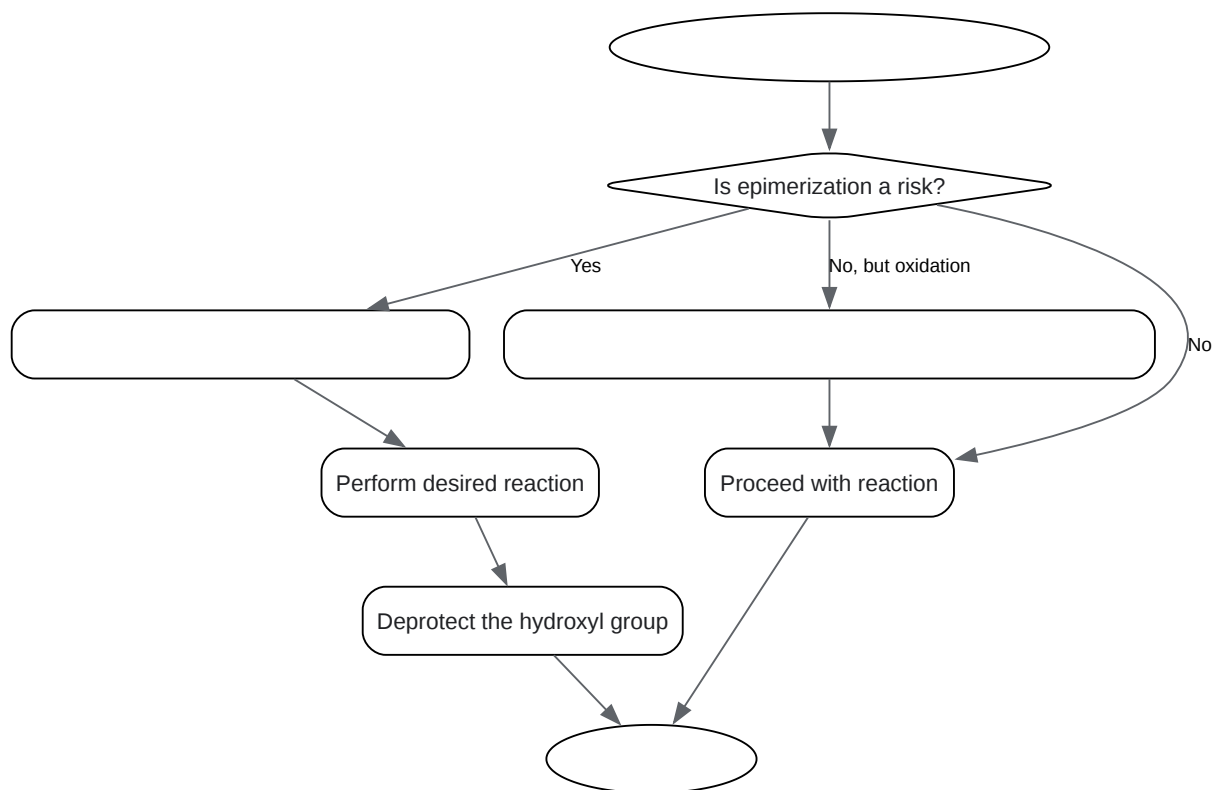 Is epimerization a risk?
Yes
No, but oxidation
No
Perform desired reaction
Proceed with reaction
Deprotect the hydroxyl group